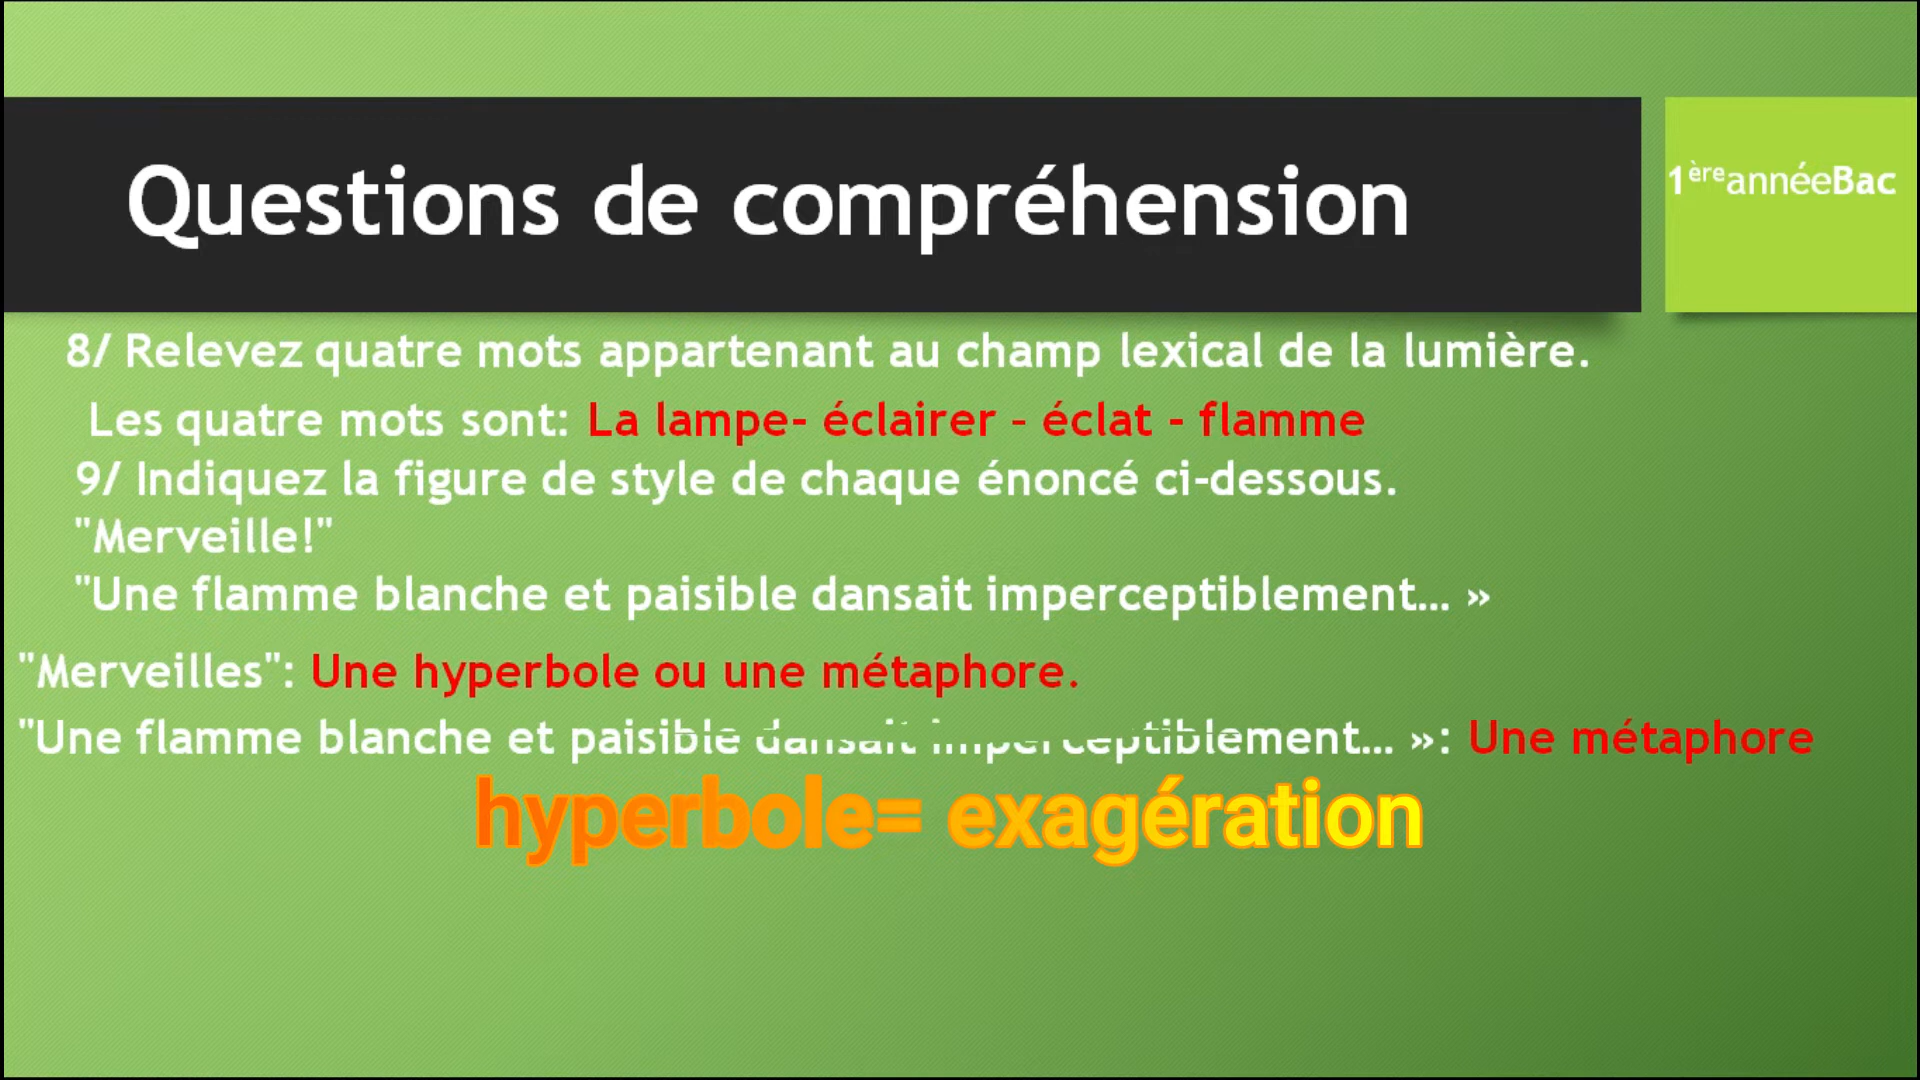 Questions de compréhension
1èreannéeBac
8/ Relevez quatre mots appartenant au champ lexical de la lumière.
Les quatre mots sont: La lampe- éclairer – éclat - flamme
9/ Indiquez la figure de style de chaque énoncé ci-dessous.
"Merveille!"
"Une flamme blanche et paisible dansait imperceptiblement… »
"Merveilles": Une hyperbole ou une métaphore.
"Une flamme blanche et paisible dansait imperceptiblement… »: Une métaphore
hyperbole= exagération